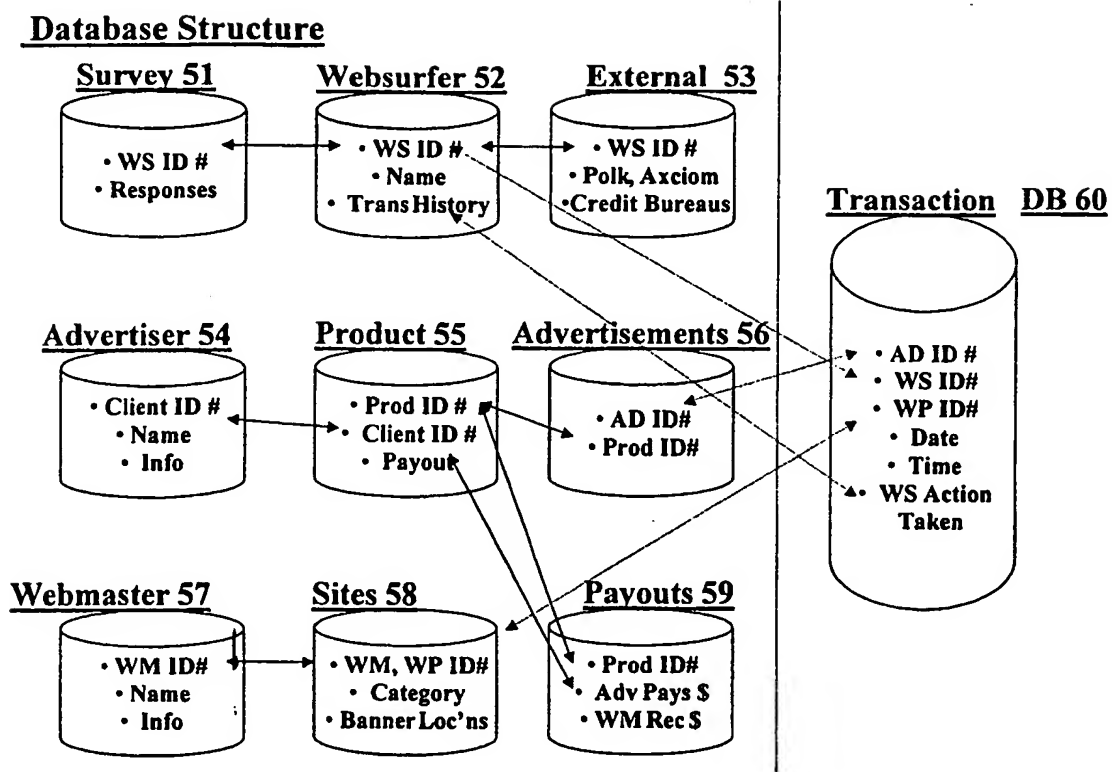 Database Structure
Survey 51
• WS ID #
• Responses
Websurfer 52
• WS ID #
• Name
• Trans History
External 53
• WS ID #
• Polk, Axciom
•Credit Bureaus
Transaction DB 60
• AD ID #
• WS ID#
• WP ID#
• Date
• Time
• WS Action
Taken
Advertiser 54
• Client ID #
• Name
• Info
Product 55
• Prod ID #
• Client ID #
• Payout
Advertisements 56
• AD ID#
• Prod ID#
Webmaster 57
• WM ID#
• Name
• Info
Sites 58
• WM, WP ID#
• Category
• Banner Loc'ns
Payouts 59
• Prod ID#
• Adv Pays $
• WM Rec $